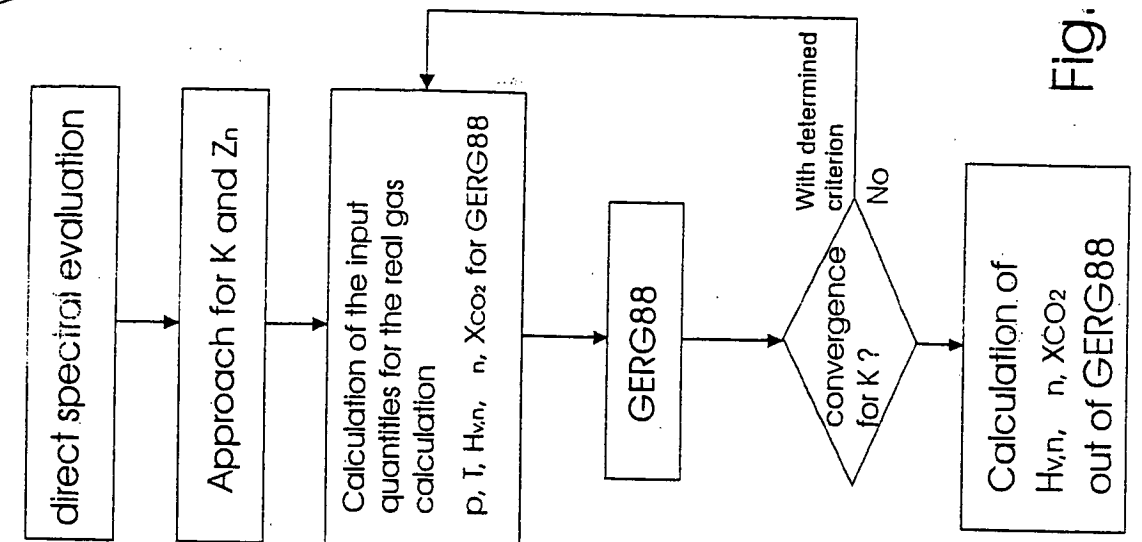 direct spectral evaluation
Approach for K and Zn
Calculation of the input
quantities for the real gas
calculation
p, T, Hv,n, n, Xco2 for GERG88
GERG88
convergence
for K ?
With determined
criterion
No
Calculation of
Hv,n, n, XCO2
out of GERG88
Fig.